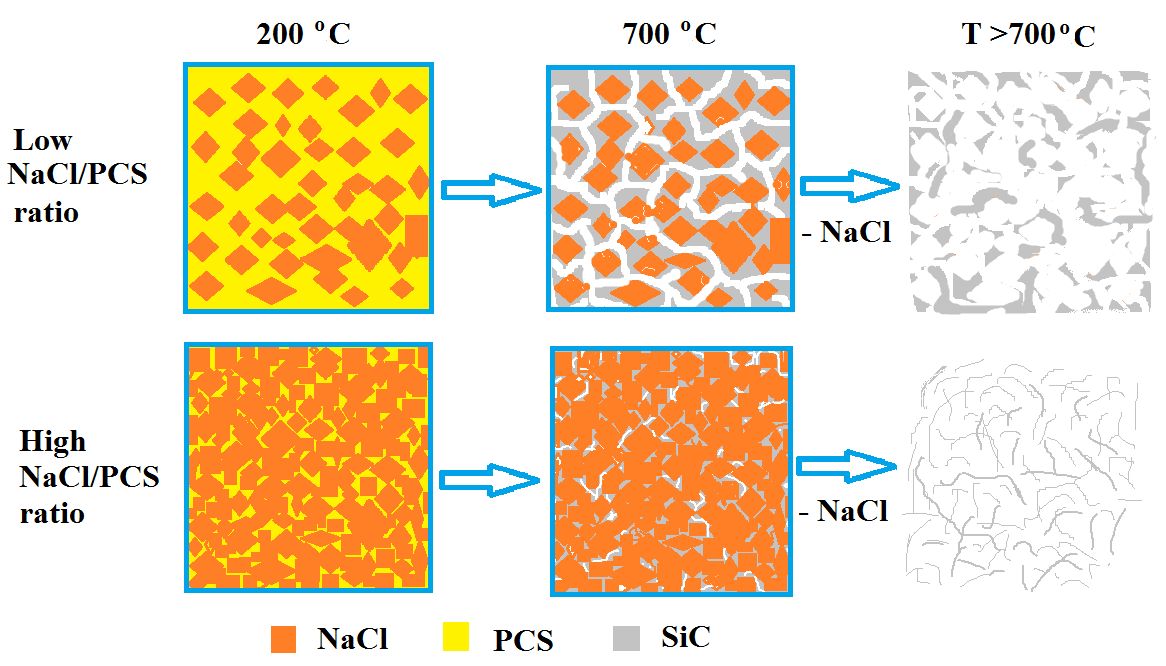 200 °C
700 °C
T >700°C
Low
NaCl/PCS
ratio
- NaCl
High
NaCl/PCS
ratio
- NaCl
NaCl
PCS
SiC